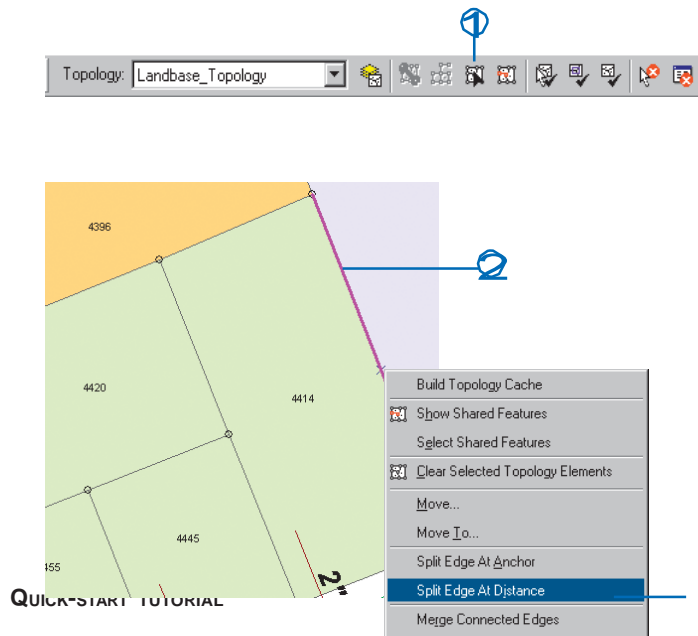 1
Topology: Landbase_Topology
4396
2
4420
4414
4445
455
2"
Build Topology Cache
Show Shared Features
Select Shared Features
Clear Selected Topology Elements
Move...
Move To...
Split Edge At Anchor
Split Edge At Distance
Merge Connected Edges
QUICK-START TUTORIAL